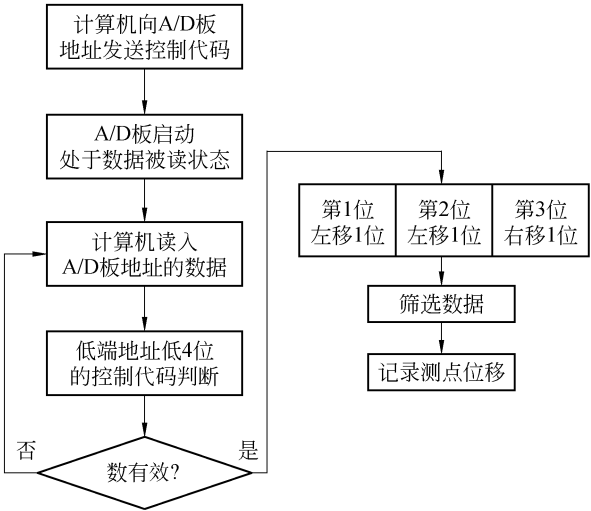 计算机向A/D板
地址发送控制代码
A/D板启动
处于数据被读状态
计算机读入
A/D板地址的数据
低端地址低4位
的控制代码判断
否
数有效?
是
第1位
左移1位
第2位
左移1位
第3位
右移1位
筛选数据
记录测点位移